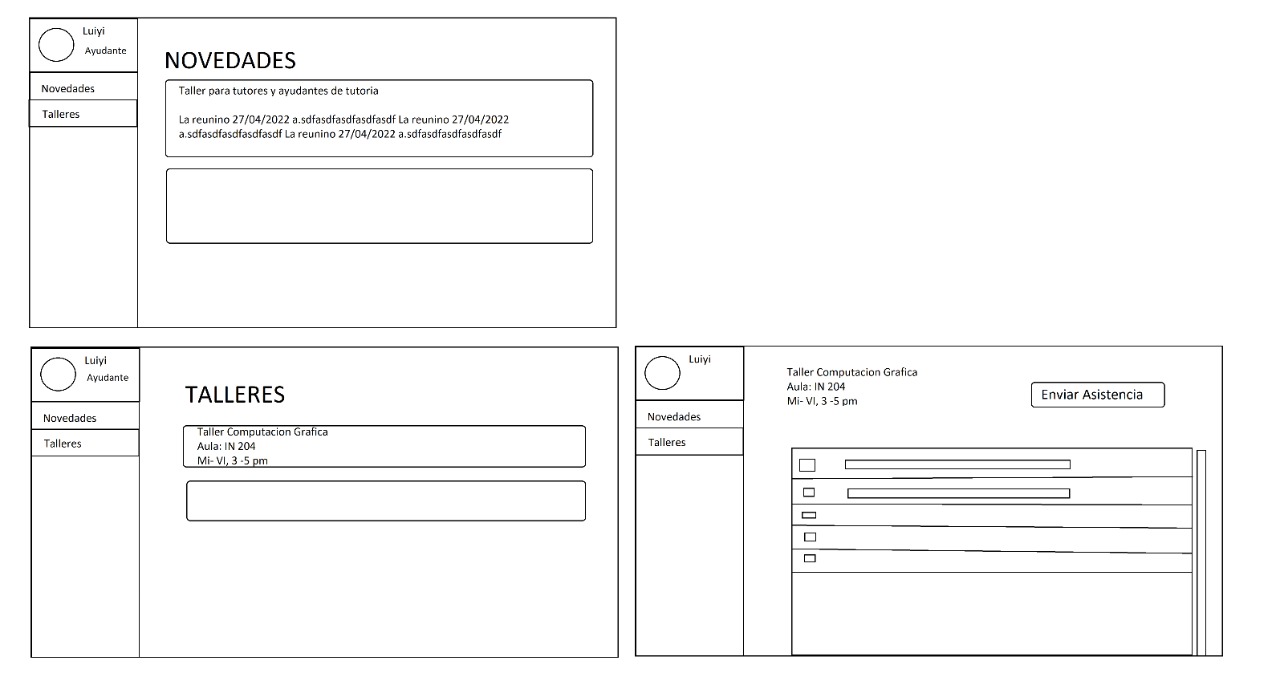 Luiyi
Ayudante
Novedades
Talleres
NOVEDADES
Taller para tutores y ayudantes de tutoria
La reunino 27/04/2022 a.sdfasdfasdfasdfasdf La reunino 27/04/2022
a.sdfasdfasdfasdfasdf La reunino 27/04/2022 a.sdfasdfasdfasdfasdf
Luiyi
Ayudante
Novedades
Talleres
TALLERES
Taller Computacion Grafica
Aula: IN 204
Mi- VI, 3 -5 pm
Luiyi
Novedades
Talleres
Taller Computacion Grafica
Aula: IN 204
Mi- VI, 3 -5 pm
Enviar Asistencia